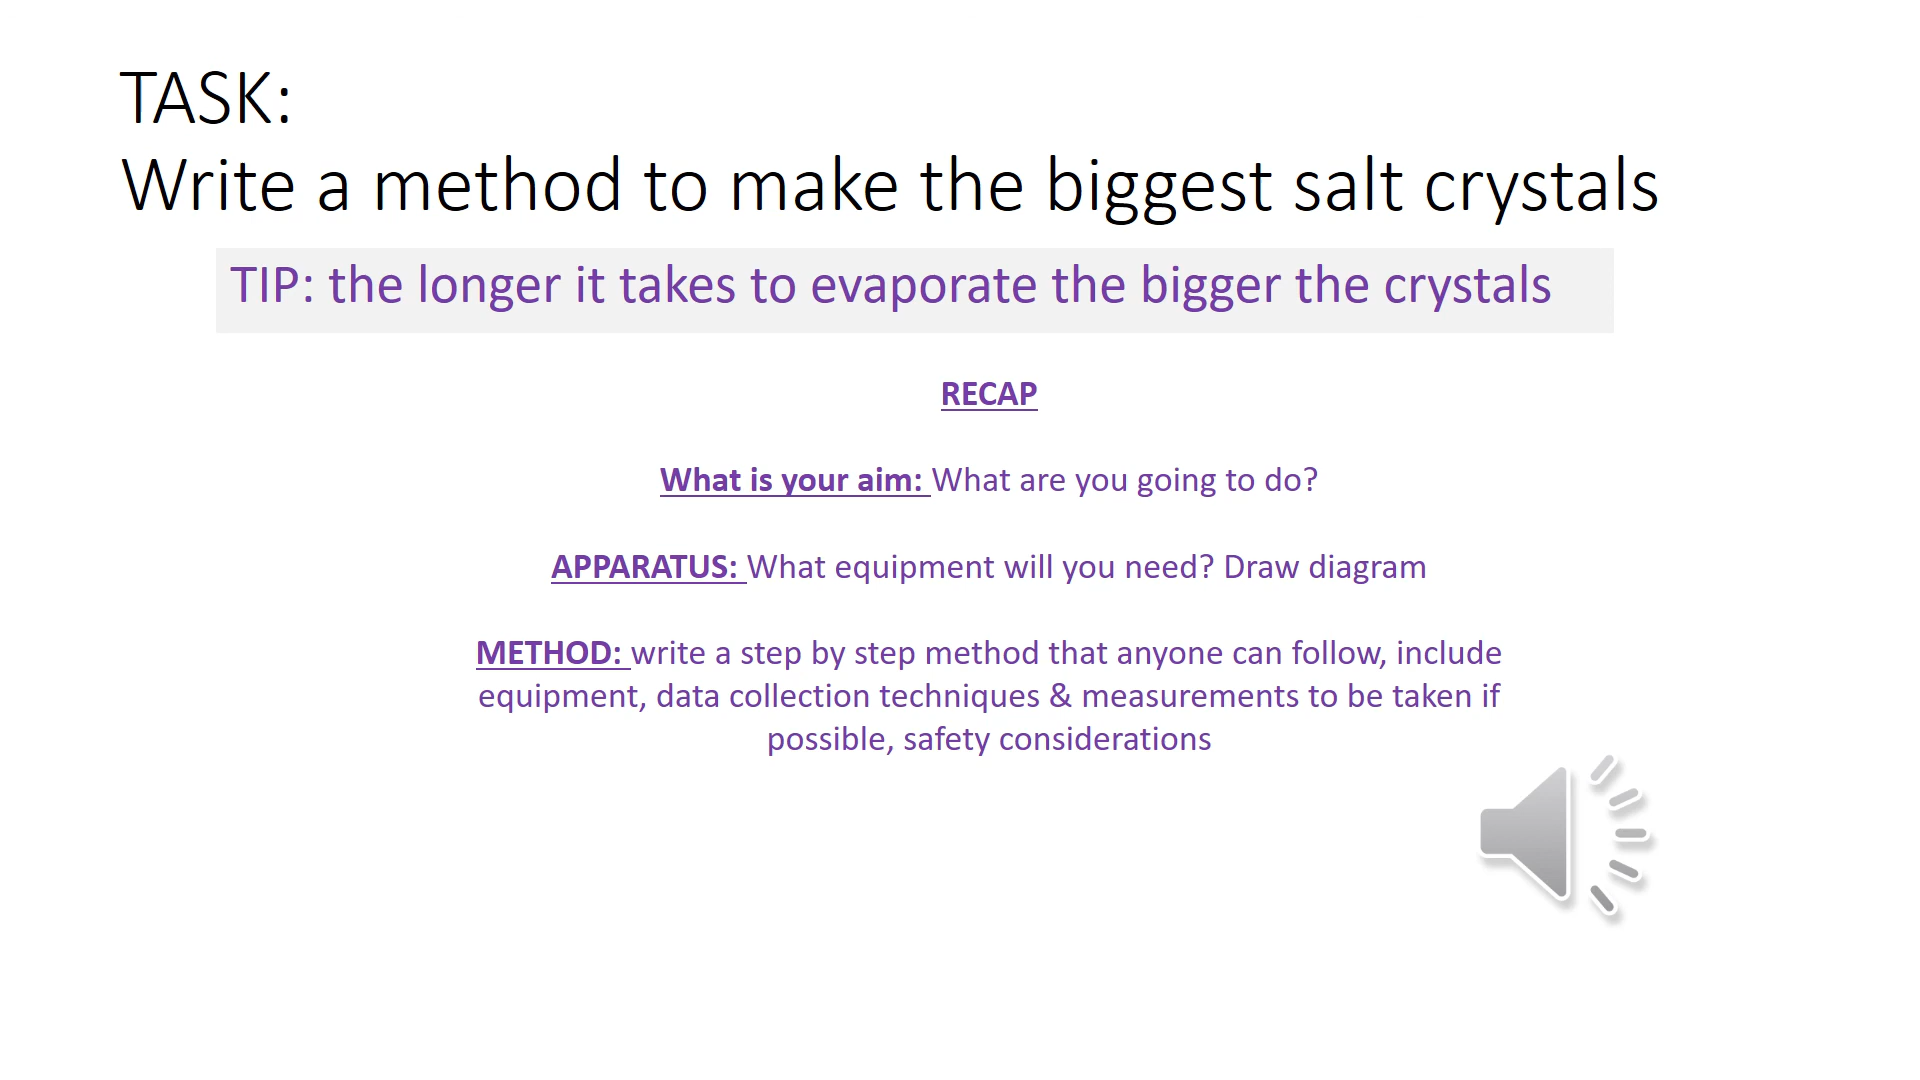 TASK:
Write a method to make the biggest salt crystals
TIP: the longer it takes to evaporate the bigger the crystals
RECAP
What is your aim: What are you going to do?
APPARATUS: What equipment will you need? Draw diagram
METHOD: write a step by step method that anyone can follow, include
equipment, data collection techniques & measurements to be taken if
possible, safety considerations